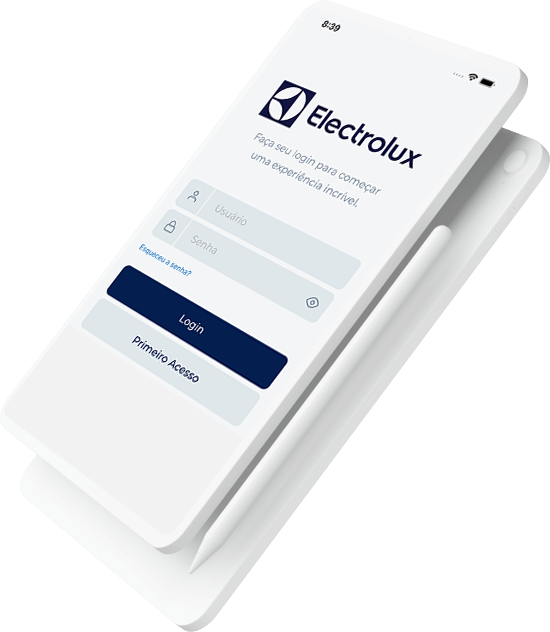 8:39
Electrolux
Faça seu login para começar
uma experiência incrível.
Usuário
Senha
Esqueceu a senha?
Login
Primeiro Acesso